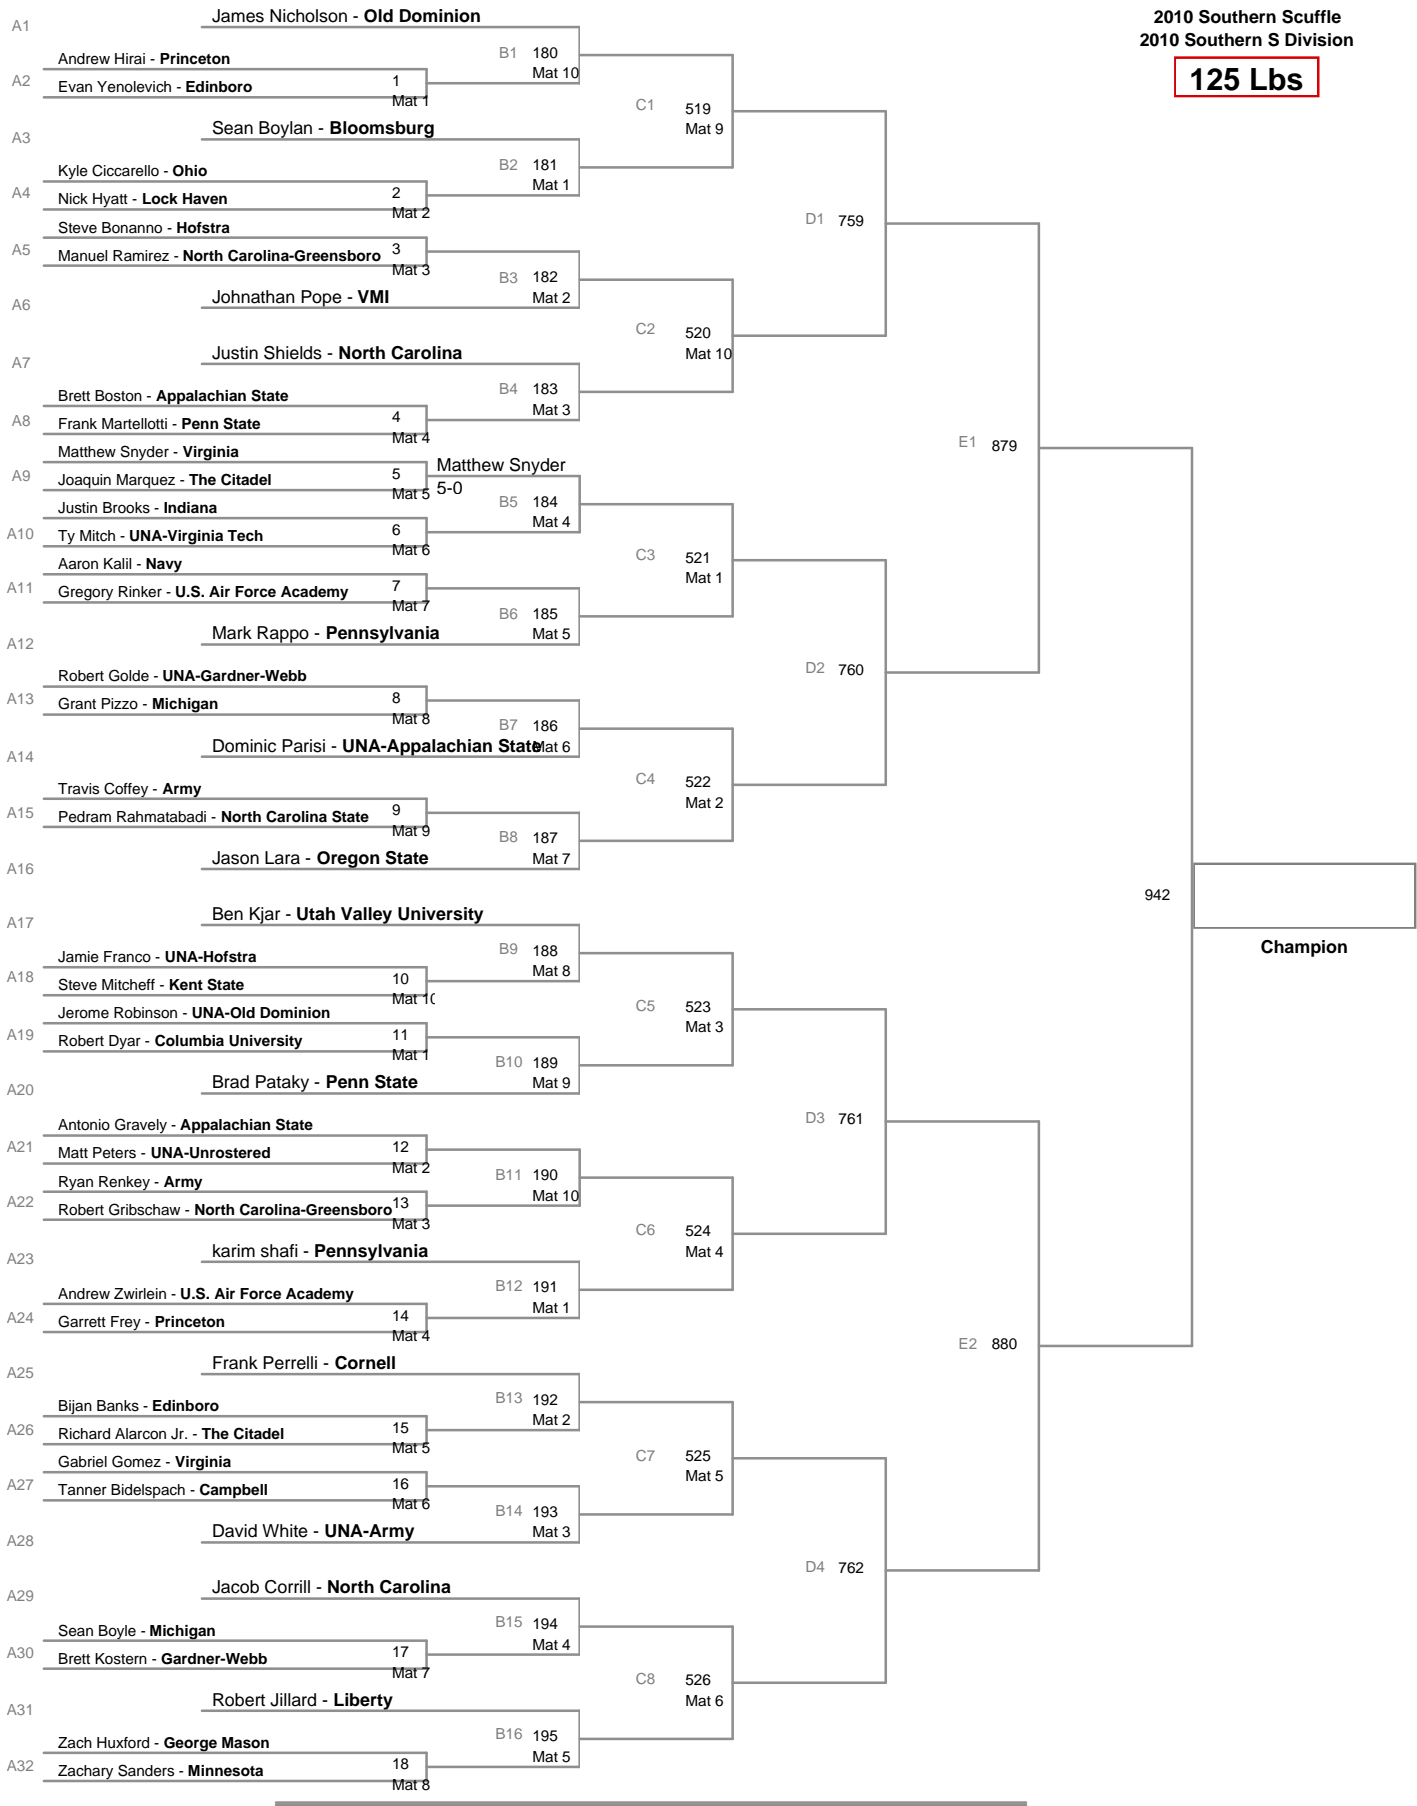 2010 Southern Scuffle
2010 Southern S Division
125 Lbs
A1
James Nicholson - Old Dominion
B1 180
Mat 10
A2
Andrew Hirai - Princeton
Evan Yenolevich - Edinboro
1
Mat 1
C1 519
Mat 9
A3
Sean Boylan - Bloomsburg
B2 181
Mat 1
A4
Kyle Ciccarello - Ohio
Nick Hyatt - Lock Haven
2
Mat 2
D1 759
A5
Steve Bonanno - Hofstra
Manuel Ramirez - North Carolina-Greensboro
3
Mat 3
B3 182
Mat 2
A6
Johnathan Pope - VMI
C2 520
Mat 10
A7
Justin Shields - North Carolina
B4 183
Mat 3
A8
Brett Boston - Appalachian State
Frank Martellotti - Penn State
4
Mat 4
E1 879
A9
Matthew Snyder - Virginia
Joaquin Marquez - The Citadel
5
Mat 5
Matthew Snyder
5-0
B5 184
Mat 4
A10
Justin Brooks - Indiana
Ty Mitch - UNA-Virginia Tech
6
Mat 6
C3 521
Mat 1
A11
Aaron Kalil - Navy
Gregory Rinker - U.S. Air Force Academy
7
Mat 7
B6 185
Mat 5
A12
Mark Rappo - Pennsylvania
D2 760
A13
Robert Golde - UNA-Gardner-Webb
Grant Pizzo - Michigan
8
Mat 8
B7 186
Mat 6
A14
Dominic Parisi - UNA-Appalachian State
C4 522
Mat 2
A15
Travis Coffey - Army
Pedram Rahmatabadi - North Carolina State
9
Mat 9
B8 187
Mat 7
A16
Jason Lara - Oregon State
942
Champion
A17
Ben Kjar - Utah Valley University
B9 188
Mat 8
A18
Jamie Franco - UNA-Hofstra
Steve Mitcheff - Kent State
10
Mat 10
C5 523
Mat 3
A19
Jerome Robinson - UNA-Old Dominion
Robert Dyar - Columbia University
11
Mat 1
B10 189
Mat 9
A20
Brad Pataky - Penn State
D3 761
A21
Antonio Gravely - Appalachian State
Matt Peters - UNA-Unrostered
12
Mat 2
B11 190
Mat 10
A22
Ryan Renkey - Army
Robert Gribschaw - North Carolina-Greensboro
13
Mat 3
C6 524
Mat 4
A23
karim shafi - Pennsylvania
B12 191
Mat 1
A24
Andrew Zwirlein - U.S. Air Force Academy
Garrett Frey - Princeton
14
Mat 4
E2 880
A25
Frank Perrelli - Cornell
B13 192
Mat 2
A26
Bijan Banks - Edinboro
Richard Alarcon Jr. - The Citadel
15
Mat 5
C7 525
Mat 5
A27
Gabriel Gomez - Virginia
Tanner Bidelspach - Campbell
16
Mat 6
B14 193
Mat 3
A28
David White - UNA-Army
D4 762
A29
Jacob Corrill - North Carolina
B15 194
Mat 4
A30
Sean Boyle - Michigan
Brett Kostern - Gardner-Webb
17
Mat 7
C8 526
Mat 6
A31
Robert Jillard - Liberty
B16 195
Mat 5
A32
Zach Huxford - George Mason
Zachary Sanders - Minnesota
18
Mat 8